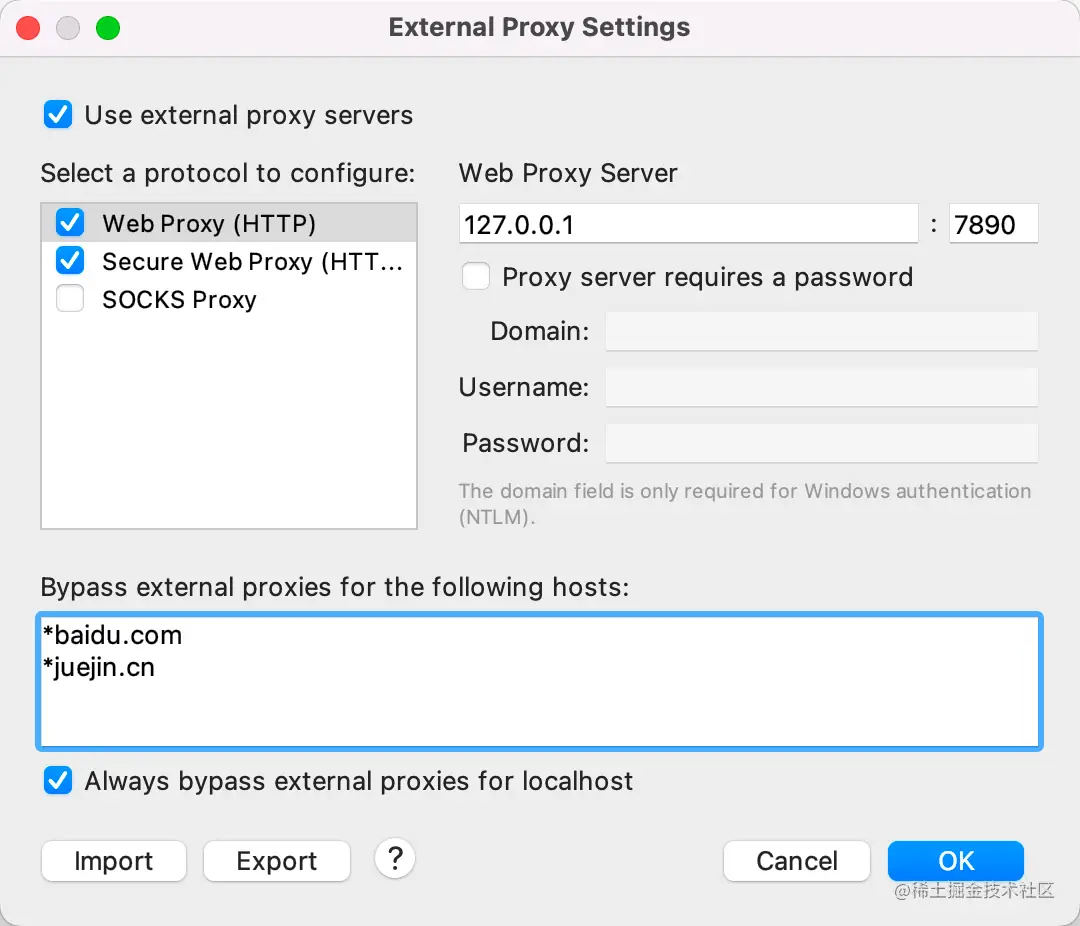 External Proxy Settings
Use external proxy servers
Select a protocol to configure:
Web Proxy (HTTP)
Secure Web Proxy (HTT...
SOCKS Proxy
Web Proxy Server
127.0.0.1 : 7890
Proxy server requires a password
Domain:
Username:
Password:
The domain field is only required for Windows authentication
(NTLM).
Bypass external proxies for the following hosts:
*baidu.com
*juejin.cn
Always bypass external proxies for localhost
Import Export ? Cancel OK
@稀土掘金技术社区